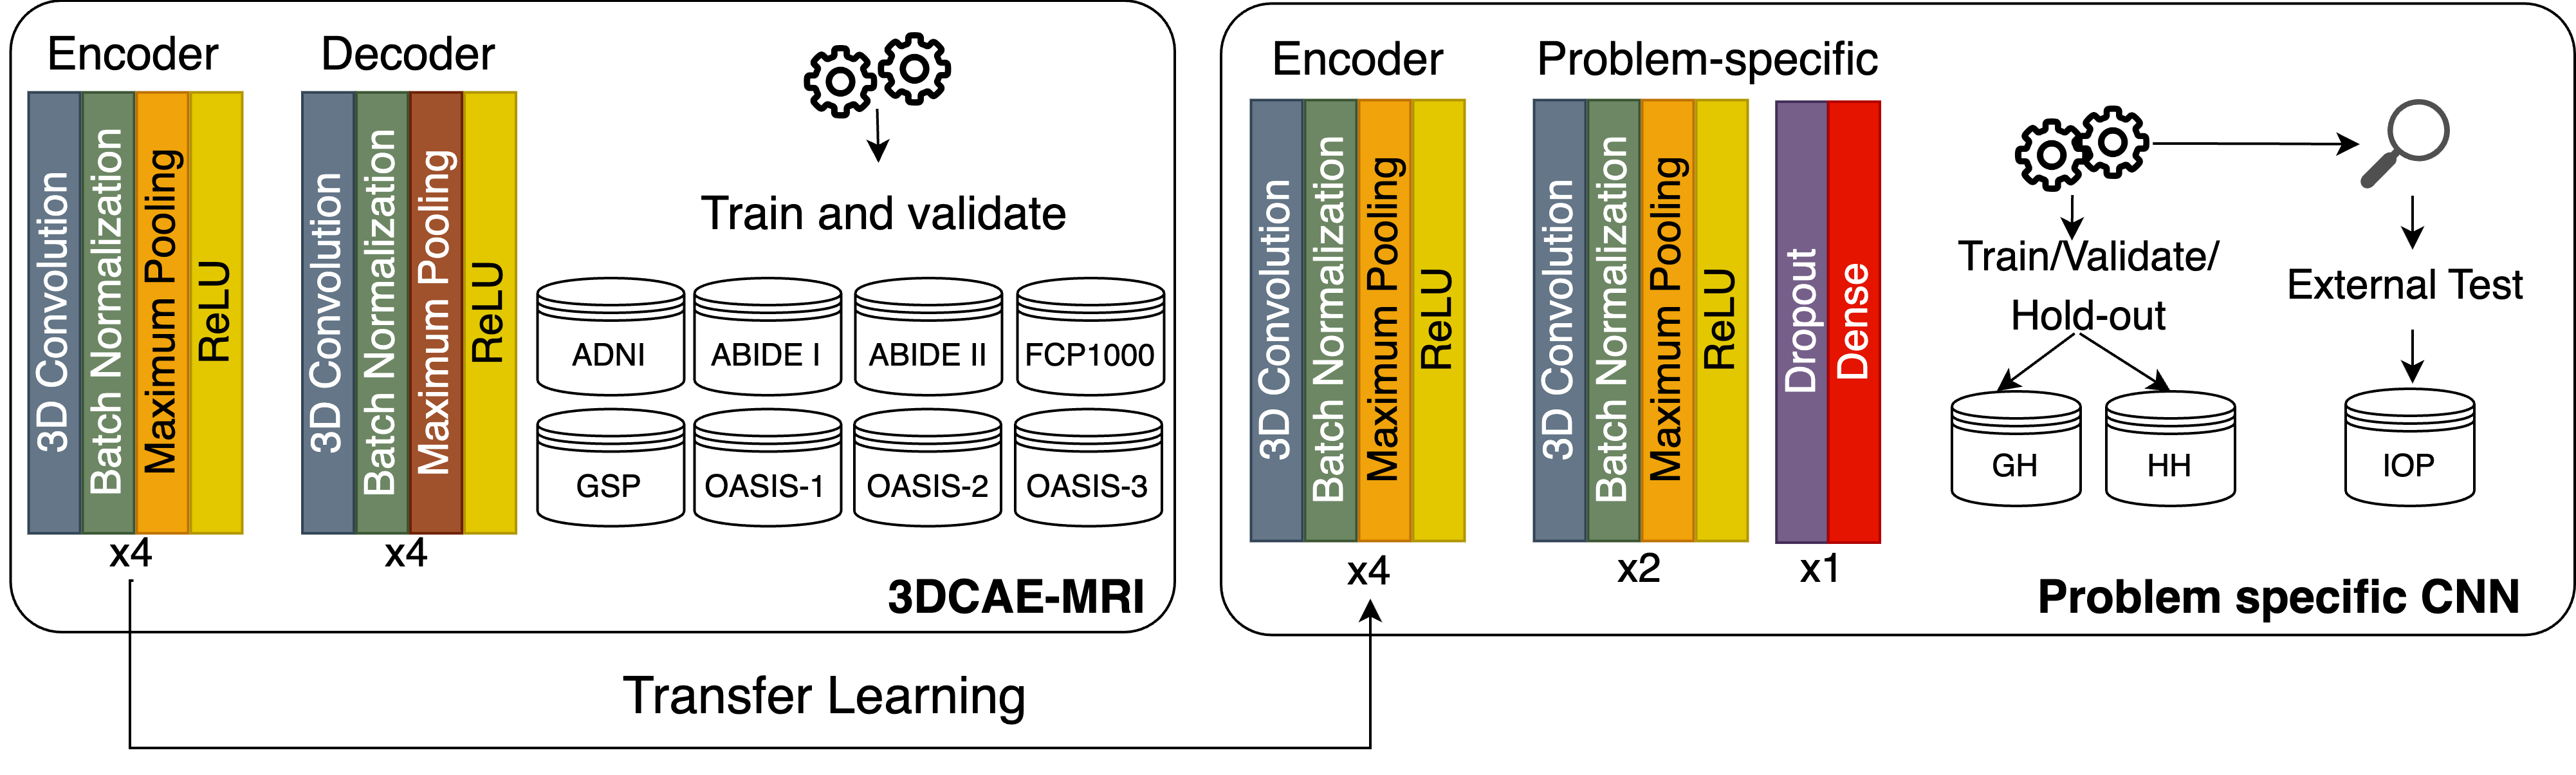 Encoder
Decoder
3D Convolution
Batch Normalization
Maximum Pooling
ReLU
x4
3D Convolution
Batch Normalization
Maximum Pooling
ReLU
x4
Train and validate
ADNI
ABIDE I
ABIDE II
FCP1000
GSP
OASIS-1
OASIS-2
OASIS-3
3DCAE-MRI
Transfer Learning
Encoder
Problem-specific
3D Convolution
Batch Normalization
Maximum Pooling
ReLU
x4
3D Convolution
Batch Normalization
Maximum Pooling
ReLU
x2
Dropout
Dense
x1
Train/Validate/
Hold-out
GH
HH
External Test
IOP
Problem specific CNN